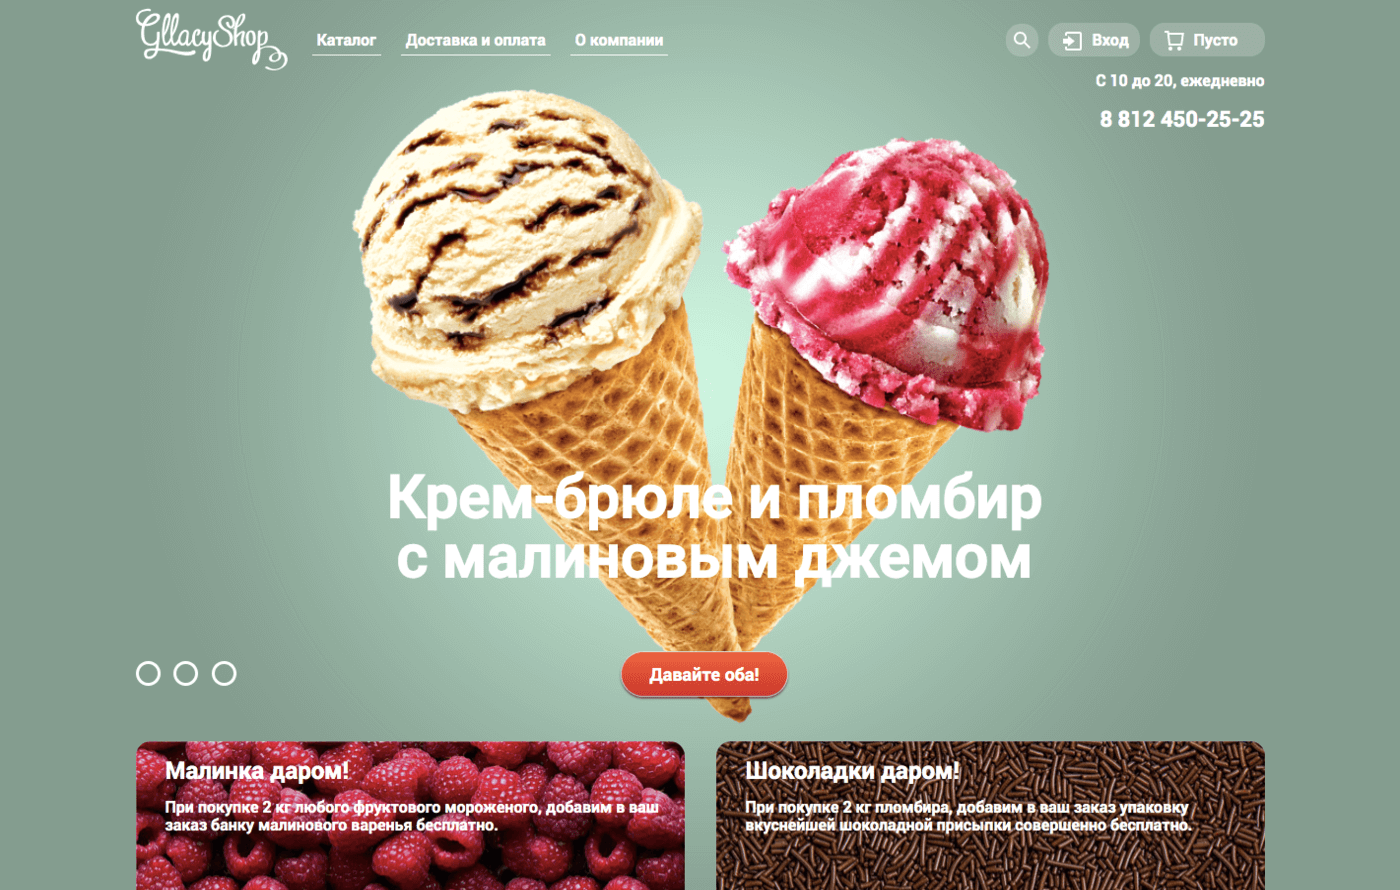 GllacyShop
Каталог
Доставка и оплата
О компании
Вход
Пусто
С 10 до 20, ежедневно
8 812 450-25-25
Крем-брюле и пломбир
с малиновым джемом
Давайте оба!
Малинка даром!
При покупке 2 кг любого фруктового мороженого, добавим в ваш
заказ банку малинового варенья бесплатно.
Шоколадки даром!
При покупке 2 кг пломбира, добавим в ваш заказ упаковку
вкуснейшей шоколадной присыпки совершенно бесплатно.